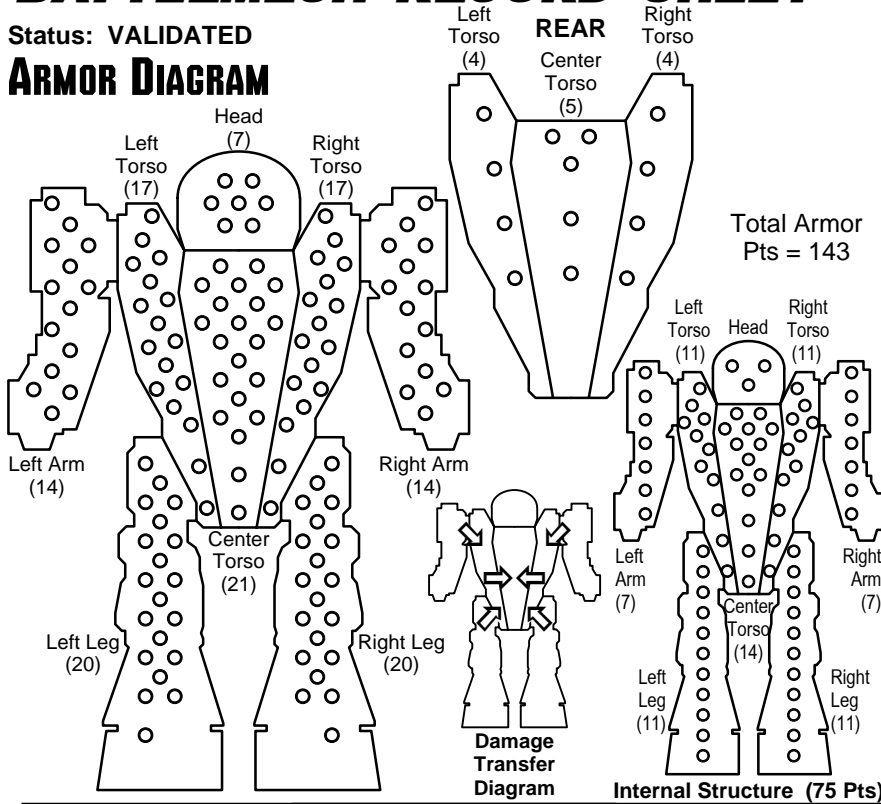 BATTLEMECH RECORD SHEET
Status: VALIDATED
ARMOR DIAGRAM
Head
(7)
Left
Torso
(17)
Right
Torso
(17)
Left Arm
(14)
Right Arm
(14)
Center
Torso
(21)
Left Leg
(20)
Right Leg
(20)
Left
Torso
(4)
REAR
Center
Torso
(5)
Right
Torso
(4)
Total Armor
Pts = 143
Left
Torso
(11)
Head
Right
Torso
(11)
Left
Arm
(7)
Right
Arm
(7)
Center
Torso
(14)
Left
Leg
(11)
Right
Leg
(11)
Damage
Transfer
Diagram
Internal Structure (75 Pts)